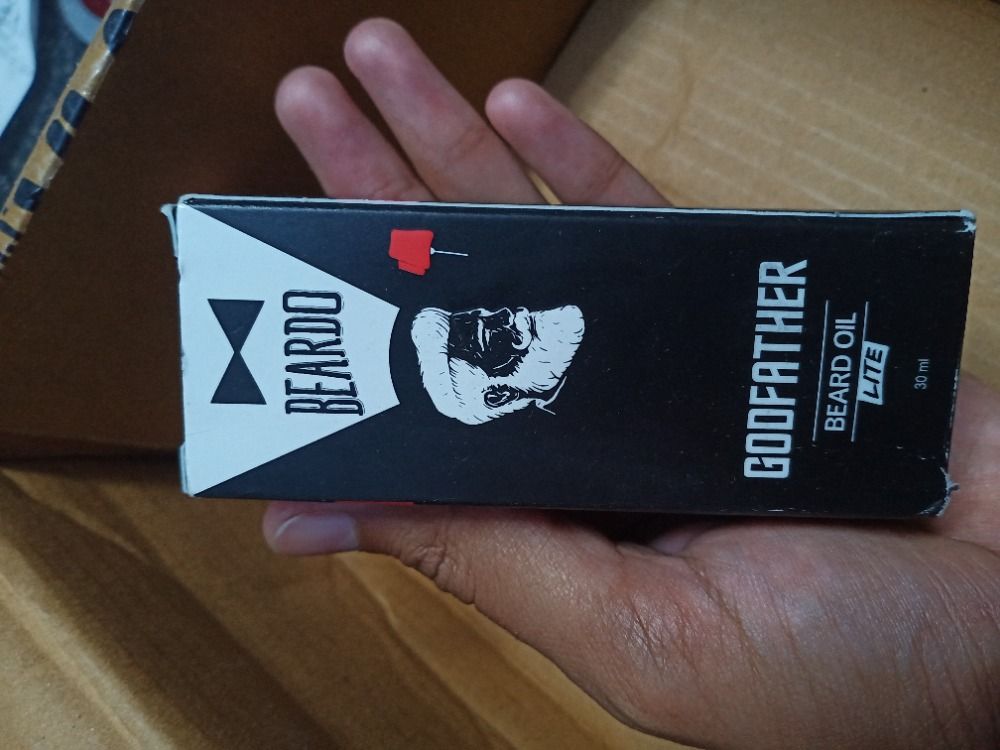 BEARDO
GODFATHER
BEARD OIL
LITE
30 ml